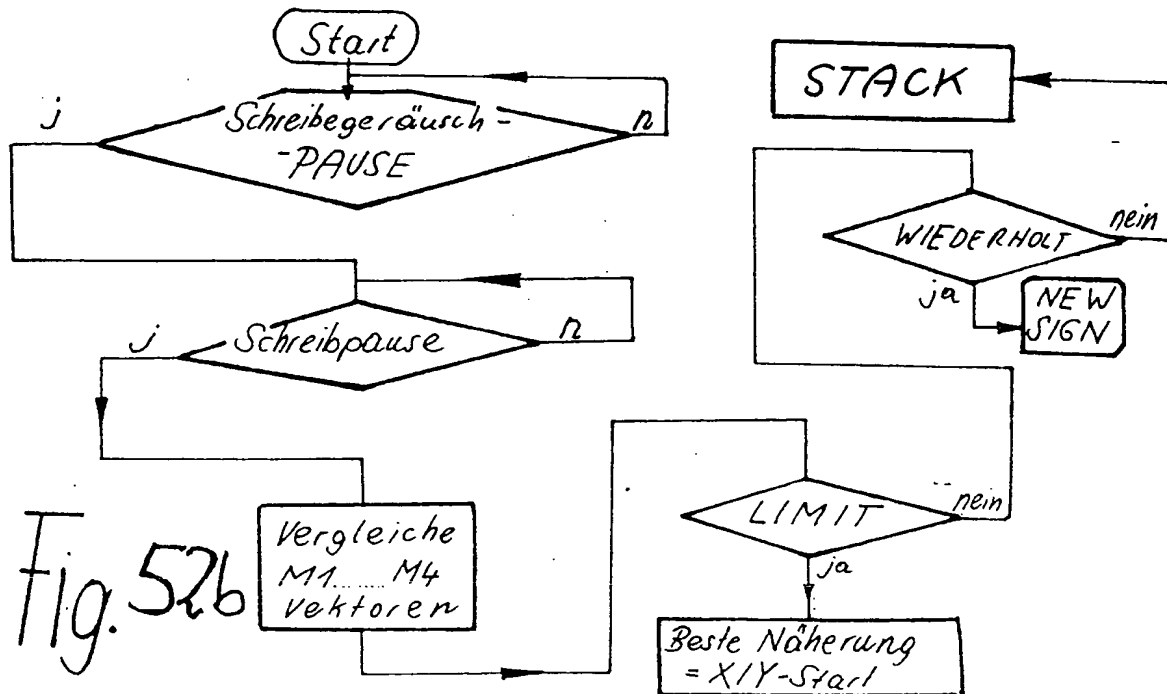 Start
j
Schreibegeräusch-
-PAUSE
n
j
Schreibpause
n
Vergleiche
M1......M4
Vektoren
LIMIT
nein
ja
Beste Näherung
= X/Y-Start
WIEDERHOLT
nein
ja
NEW
SIGN
STACK
Fig. 52b